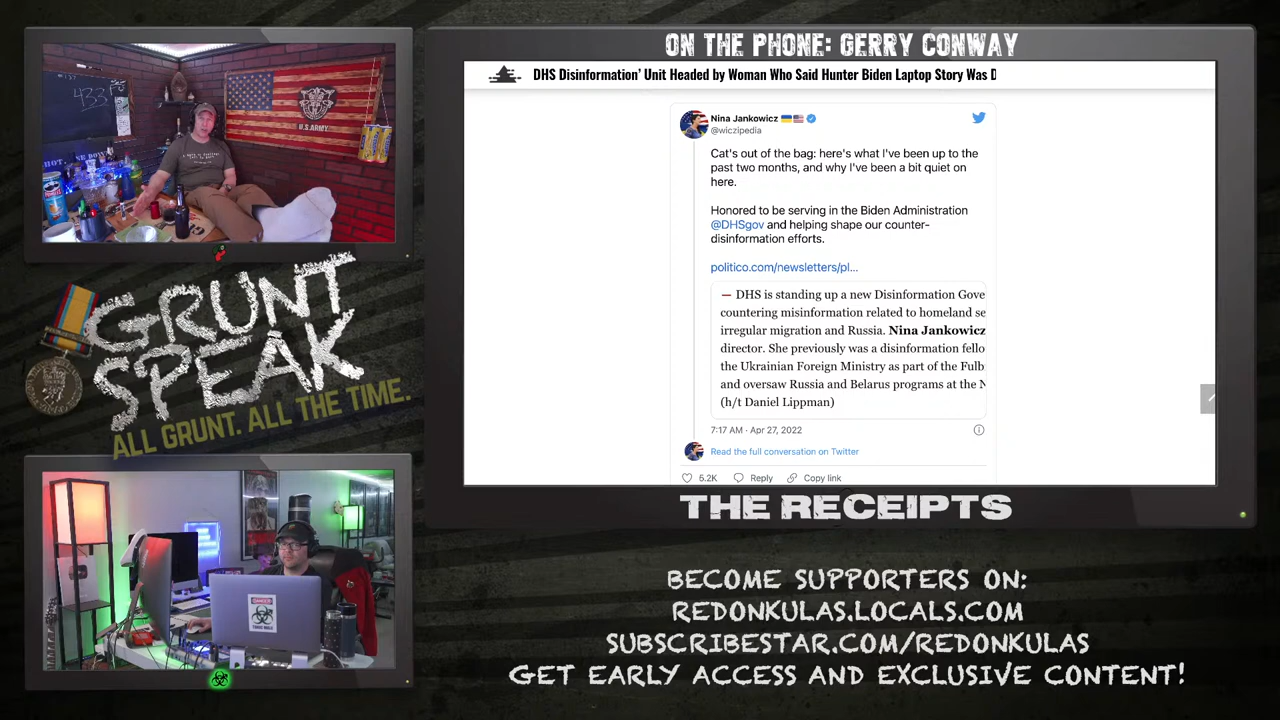 ON THE PHONE: GERRY CONWAY
DHS Disinformation' Unit Headed by Woman Who Said Hunter Biden Laptop Story Was D
Nina Jankowicz
@wiczipedia
Cat's out of the bag: here's what I've been up to the
past two months, and why I've been a bit quiet on
here.
Honored to be serving in the Biden Administration
@DHSgov and helping shape our counter-
disinformation efforts.
politico.com/newsletters/pl...
— DHS is standing up a new Disinformation Gove
countering misinformation related to homeland se
irregular migration and Russia. Nina Jankowicz
director. She previously was a disinformation fello
the Ukrainian Foreign Ministry as part of the Fulb
and oversaw Russia and Belarus programs at the N
(h/t Daniel Lippman)
7:17 AM · Apr 27, 2022
Read the full conversation on Twitter
5.2K Reply Copy link
THE RECEIPTS
433
U.S. ARMY
GRUNT
SPEAK
ALL GRUNT. ALL THE TIME.
DANGER
BECOME SUPPORTERS ON:
REDONKULAS.LOCALS.COM
SUBSCRIBESTAR.COM/REDONKULAS
GET EARLY ACCESS AND EXCLUSIVE CONTENT!